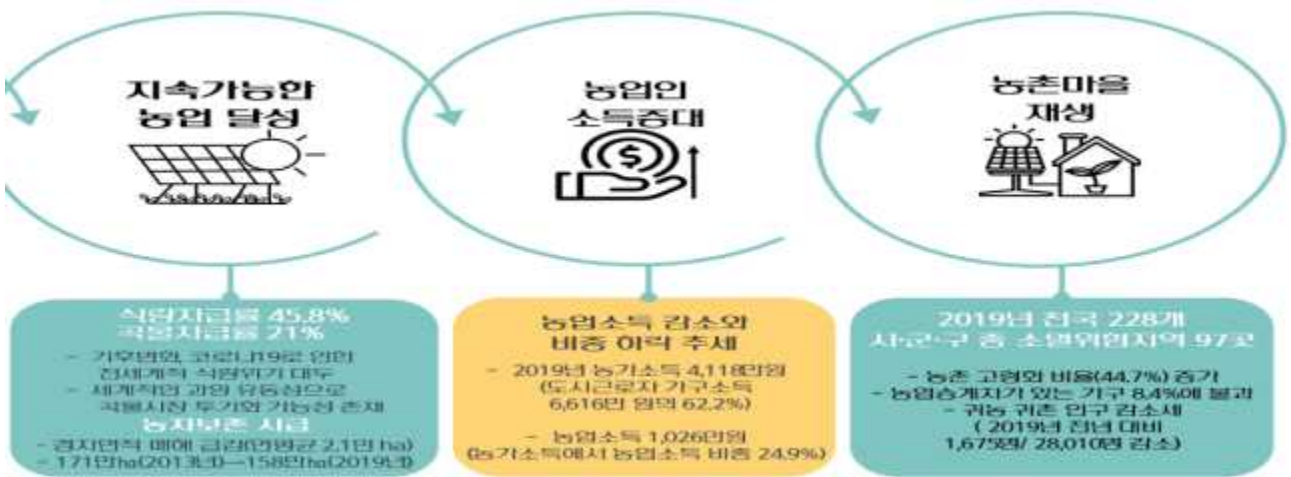 지속가능한
농업 달성
농업인
소득증대
농촌마을
재생
식량자급률 45.8%
곡물자급률 21%
- 기후변화, 코로나19로 인한
전세계적 식량위기 대두
- 세계적인 과잉 유동성으로
곡물시장 투기화 가능성 존재
농지보존 시급
- 경지면적 매해 급감(연평균 2.1만 ha)
- 171만ha(2013년)—158만ha(2019년)
농업소득 감소와
비중 하락 추세
- 2019년 농가소득 4,118만원
(도시근로자 가구소득
6,616만 원의 62.2%)
- 농업소득 1,026만원
(농가소득에서 농업소득 비중 24.9%)
2019년 전국 228개
시·군·구 중 소멸위험지역 97곳
- 농촌 고령화 비율(44.7%) 증가
- 농업승계자가 있는 가구 8.4%에 불과
- 귀농 귀촌 인구 감소세
( 2019년 전년 대비
1,675명/ 28,010명 감소)